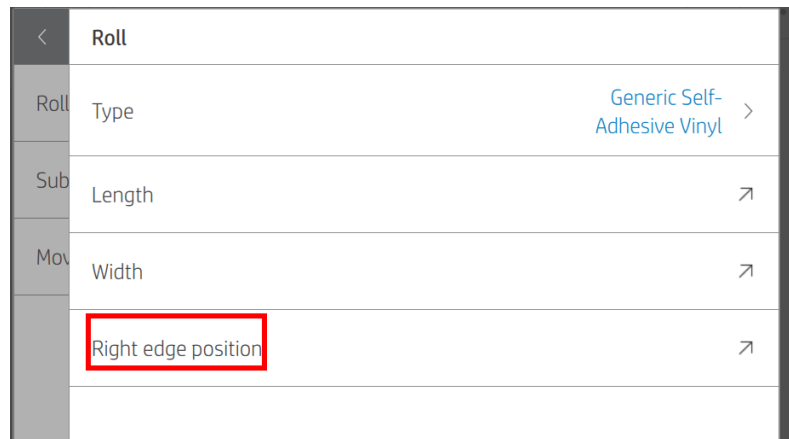 Roll
Roll
Type
Generic Self-
Adhesive Vinyl
Sub
Length
Mov
Width
Right edge position